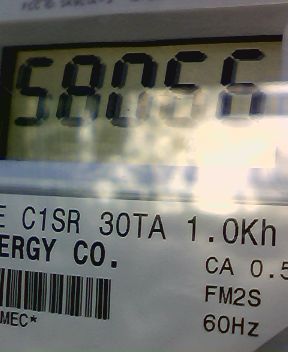 58056
E C1SR 30TA 1.0Kh
ERGY CO.
CA 0.5
FM2S
MEC*
60Hz